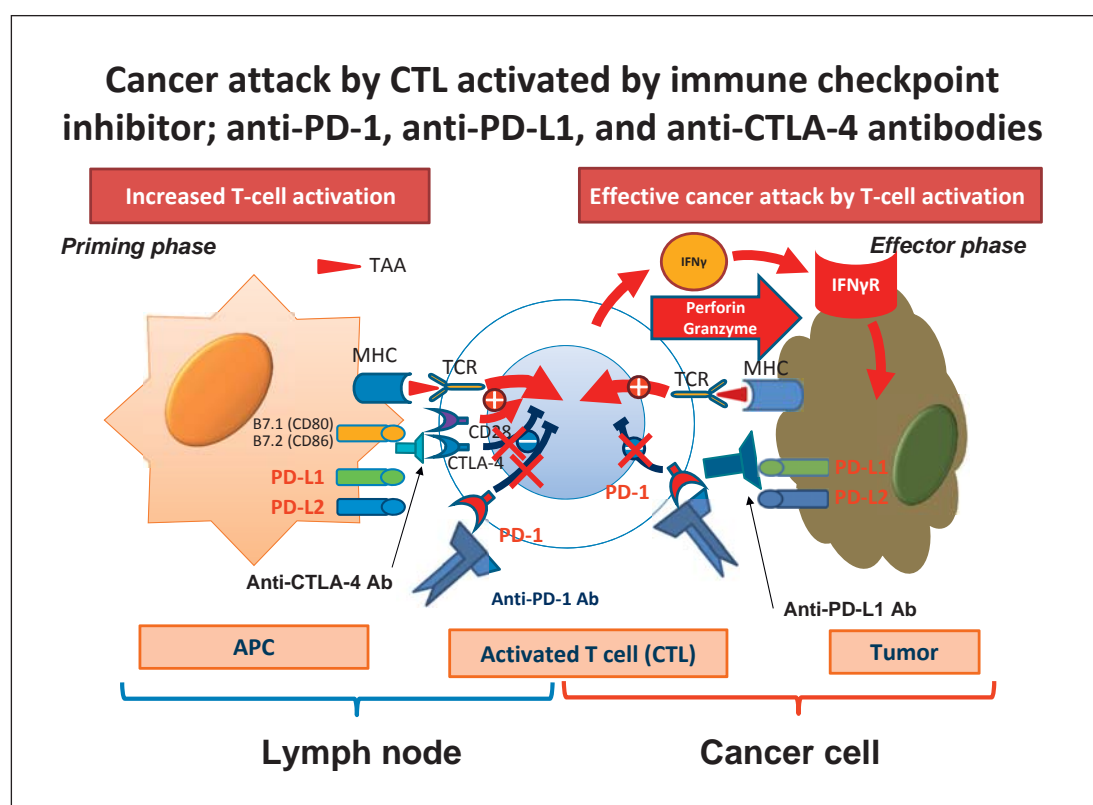 Cancer attack by CTL activated by immune checkpoint
inhibitor; anti-PD-1, anti-PD-L1, and anti-CTLA-4 antibodies
Increased T-cell activation
Effective cancer attack by T-cell activation
Priming phase
Effector phase
TAA
IFNγ
IFNγR
Perforin
Granzyme
MHC
TCR
TCR
MHC
B7.1 (CD80)
B7.2 (CD86)
CD28
CTLA-4
PD-L1
PD-L2
PD-1
PD-1
PD-L1
PD-L2
Anti-CTLA-4 Ab
Anti-PD-1 Ab
Anti-PD-L1 Ab
APC
Activated T cell (CTL)
Tumor
Lymph node
Cancer cell